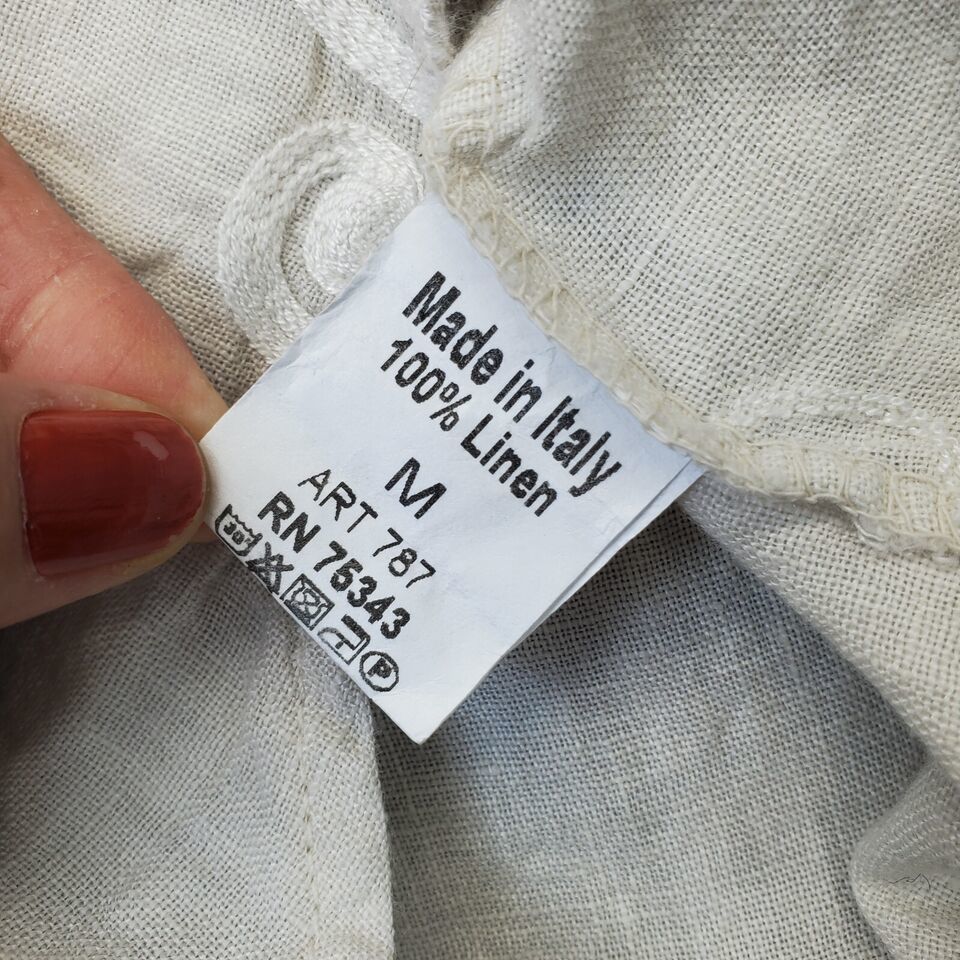 Made in Italy
100% Linen
M
ART 787
RN 75343
P